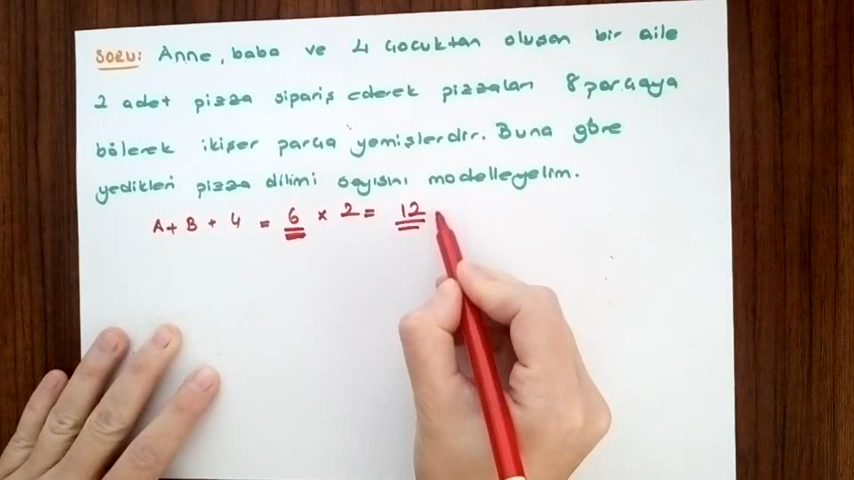 SORU: Anne, baba ve 4 çocuktan oluşan bir aile
2 adet pizza sipariş ederek pizzaları 8 parçaya
bölerek ikişer parça yemişlerdir. Buna göre
yedikleri pizza dilimi sayısını modelleyelim.
A + B + 4 = 6 x 2 = 12